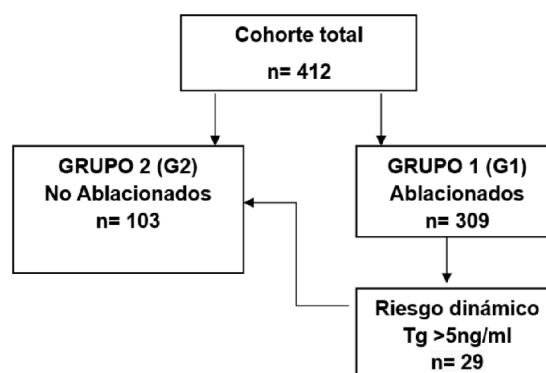 Cohorte total
n= 412
GRUPO 2 (G2)
No Ablacionados
n= 103
GRUPO 1 (G1)
Ablacionados
n= 309
Riesgo dinámico
Tg >5ng/ml
n= 29